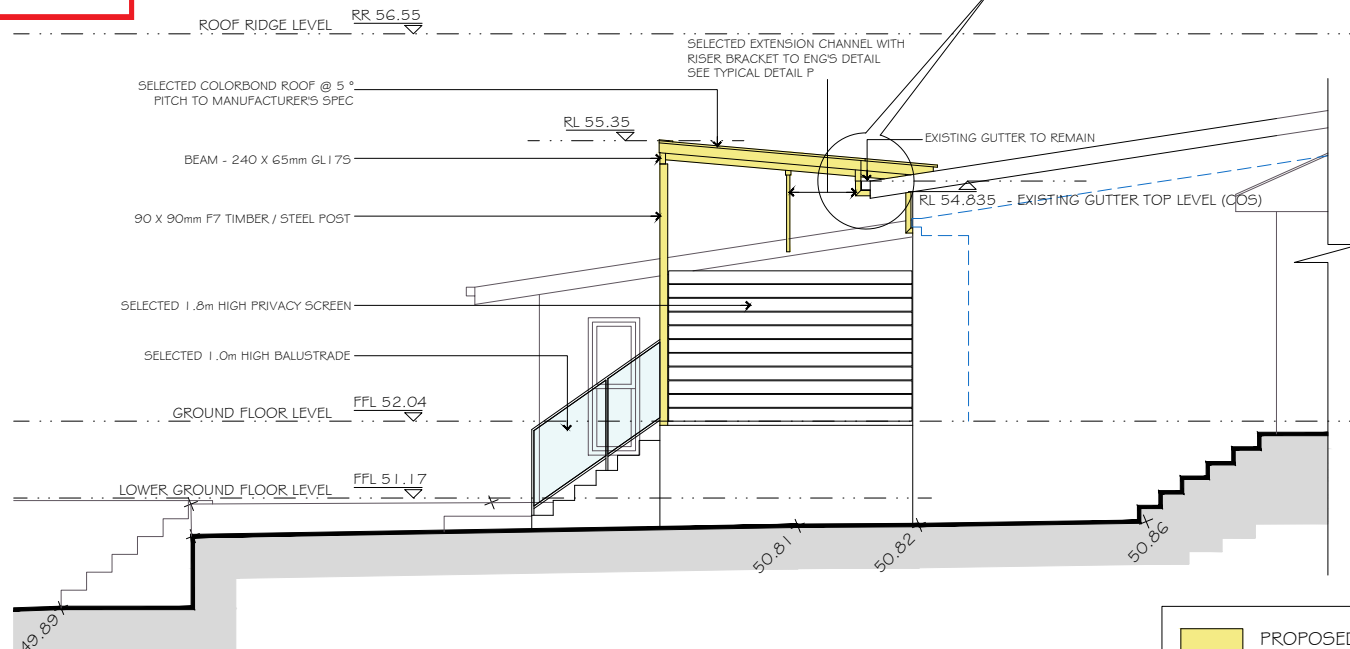 RR 56.55
ROOF RIDGE LEVEL
SELECTED EXTENSION CHANNEL WITH
RISER BRACKET TO ENG'S DETAIL
SEE TYPICAL DETAIL P
SELECTED COLORBOND ROOF @ 5 °
PITCH TO MANUFACTURER'S SPEC
RL 55.35
EXISTING GUTTER TO REMAIN
BEAM - 240 X 65mm GL17S
RL 54.835 - EXISTING GUTTER TOP LEVEL (COS)
90 X 90mm F7 TIMBER / STEEL POST
SELECTED 1.8m HIGH PRIVACY SCREEN
SELECTED 1.0m HIGH BALUSTRADE
FFL 52.04
GROUND FLOOR LEVEL
FFL 51.17
LOWER GROUND FLOOR LEVEL
50.81
50.82
50.86
49.89
PROPOSED